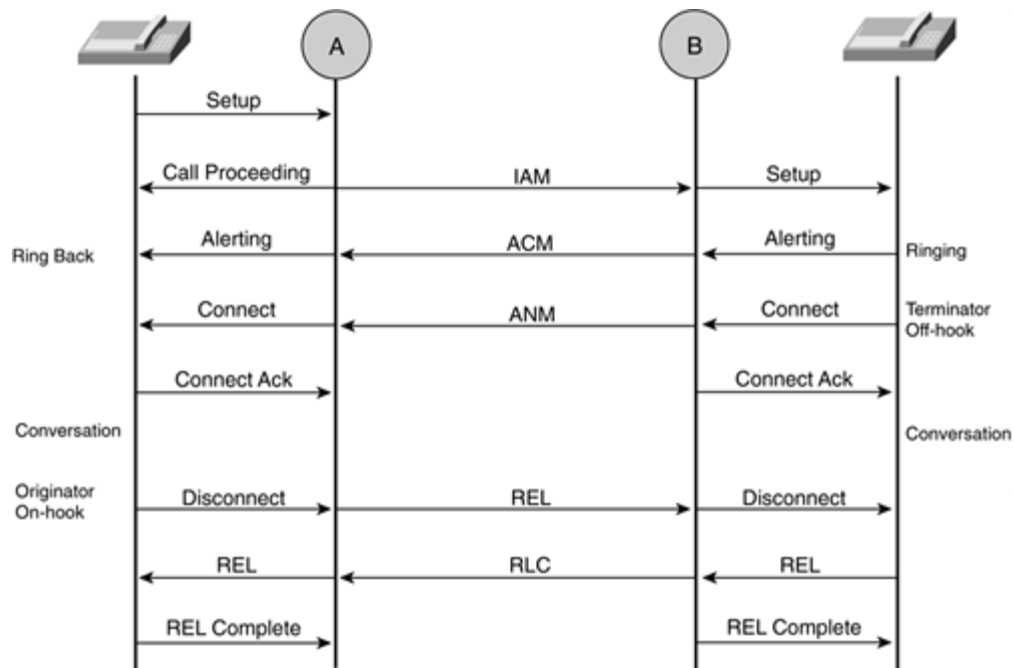 A
B
Setup
Call Proceeding
IAM
Setup
Ring Back
Alerting
ACM
Alerting
Ringing
Connect
ANM
Connect
Terminator
Off-hook
Connect Ack
Connect Ack
Conversation
Conversation
Originator
On-hook
Disconnect
REL
Disconnect
REL
RLC
REL
REL Complete
REL Complete